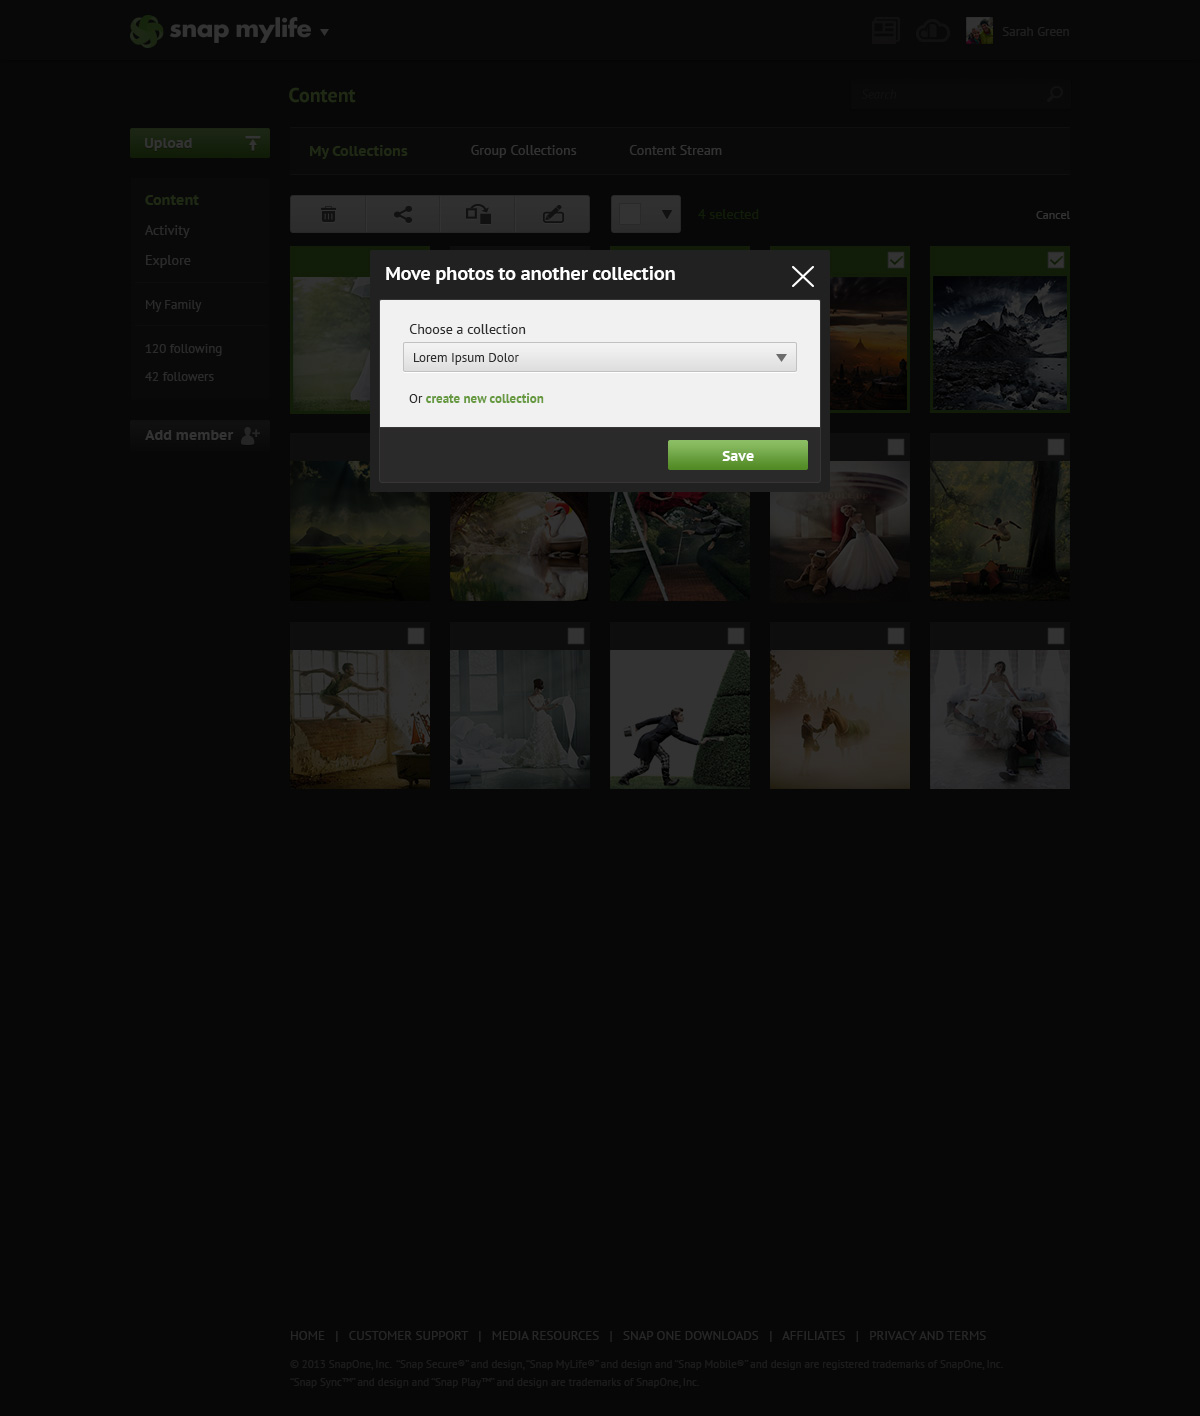 snap mylife
Sarah Green
Content
Search
Upload
My Collections
Group Collections
Content Stream
Content
Activity
Explore
My Family
120 following
42 followers
Add member
4 selected
Cancel
Move photos to another collection
Choose a collection
Lorem Ipsum Dolor
Or create new collection
Save
HOME | CUSTOMER SUPPORT | MEDIA RESOURCES | SNAP ONE DOWNLOADS | AFFILIATES | PRIVACY AND TERMS
© 2013 SnapOne, Inc. "Snap Secure®" and design, "Snap MyLife®" and design and "Snap Mobile®" and design are registered trademarks of SnapOne, Inc.
"Snap Sync™" and design and "Snap Play™" and design are trademarks of SnapOne, Inc.